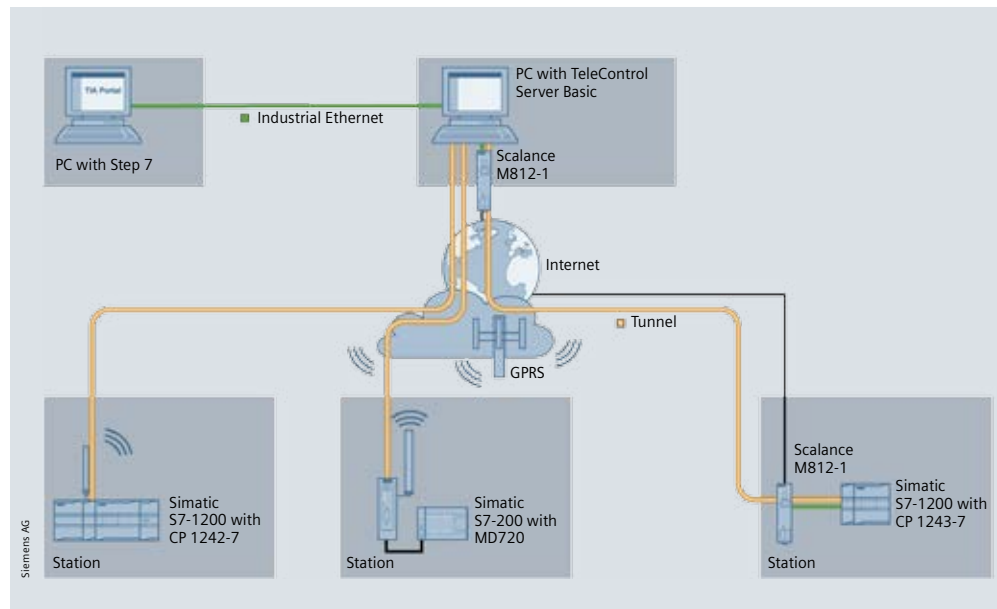 TIA Portal
PC with TeleControl
Server Basic
Industrial Ethernet
PC with Step 7
Scalance
M812-1
Internet
Tunnel
GPRS
Scalance
M812-1
Simatic
S7-1200 with
CP 1242-7
Station
Simatic
S7-200 with
MD720
Station
Simatic
S7-1200 with
CP 1243-7
Station
Siemens AG